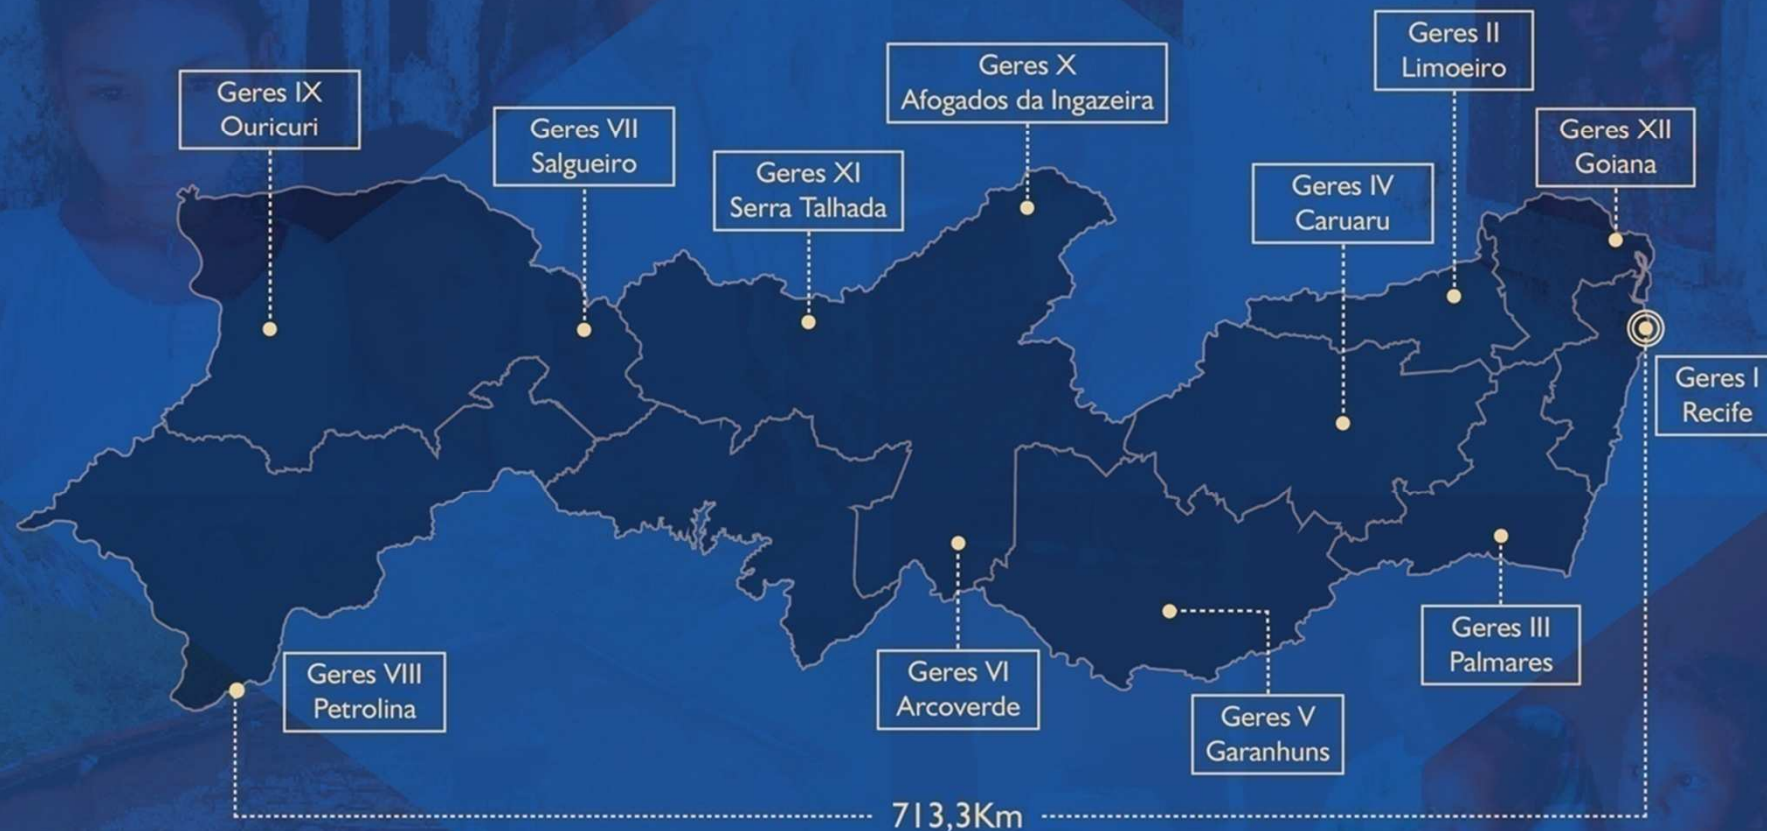 Geres II
Limoeiro
Geres X
Afogados da Ingazeira
Geres IX
Ouricuri
Geres VII
Salgueiro
Geres XII
Goiana
Geres XI
Serra Talhada
Geres IV
Caruaru
Geres I
Recife
Geres III
Palmares
Geres VIII
Petrolina
Geres VI
Arcoverde
Geres V
Garanhuns
713,3Km